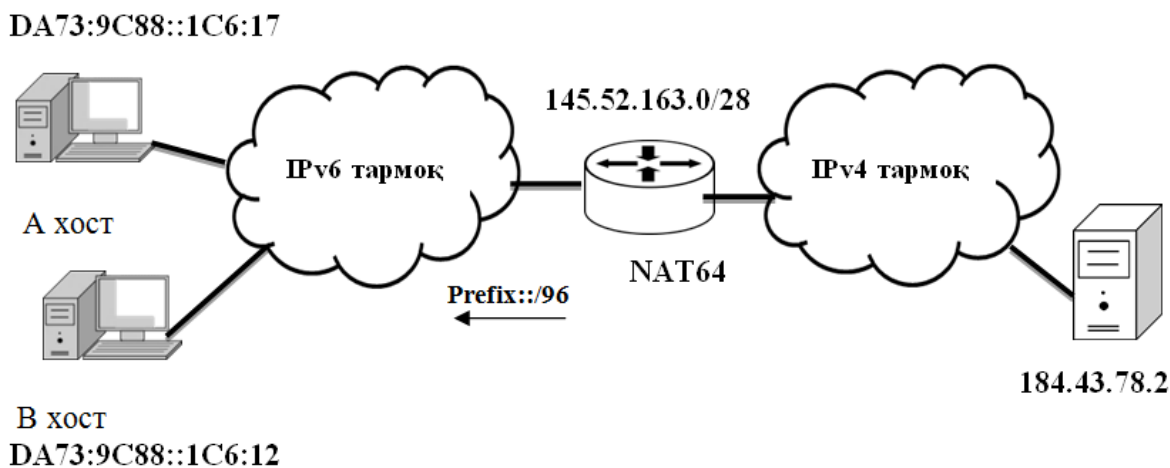 DA73:9C88::1C6:17
145.52.163.0/28
IPv6 тармоқ
IPv4 тармоқ
А хост
NAT64
Prefix::/96
184.43.78.2
В хост
DA73:9C88::1C6:12